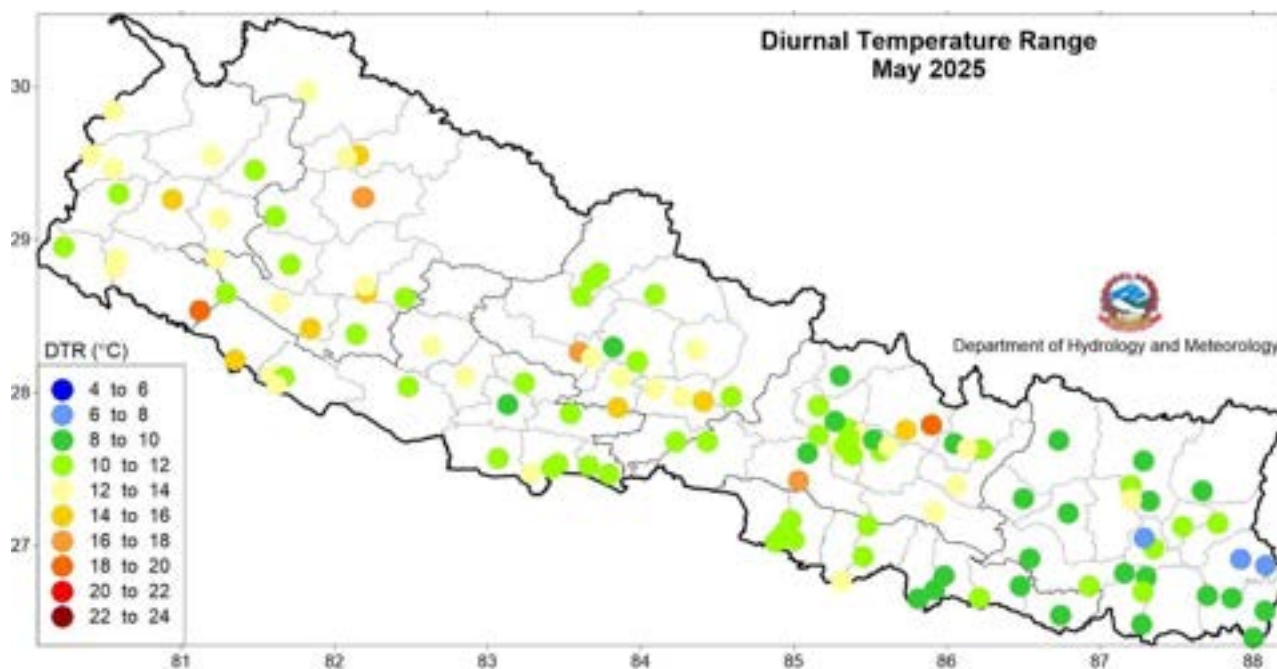 Diurnal Temperature Range
May 2025
30
29
28
27
Department of Hydrology and Meteorology
DTR (°C)
4 to 6
6 to 8
8 to 10
10 to 12
12 to 14
14 to 16
16 to 18
18 to 20
20 to 22
22 to 24
81 82 83 84 85 86 87 88